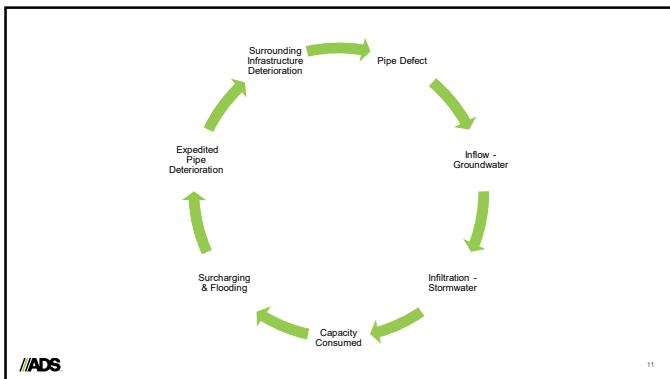 Surrounding
Infrastructure
Deterioration
Pipe Defect
Inflow -
Groundwater
Infiltration -
Stormwater
Capacity
Consumed
Surcharging
& Flooding
Expedited
Pipe
Deterioration
ADS
11